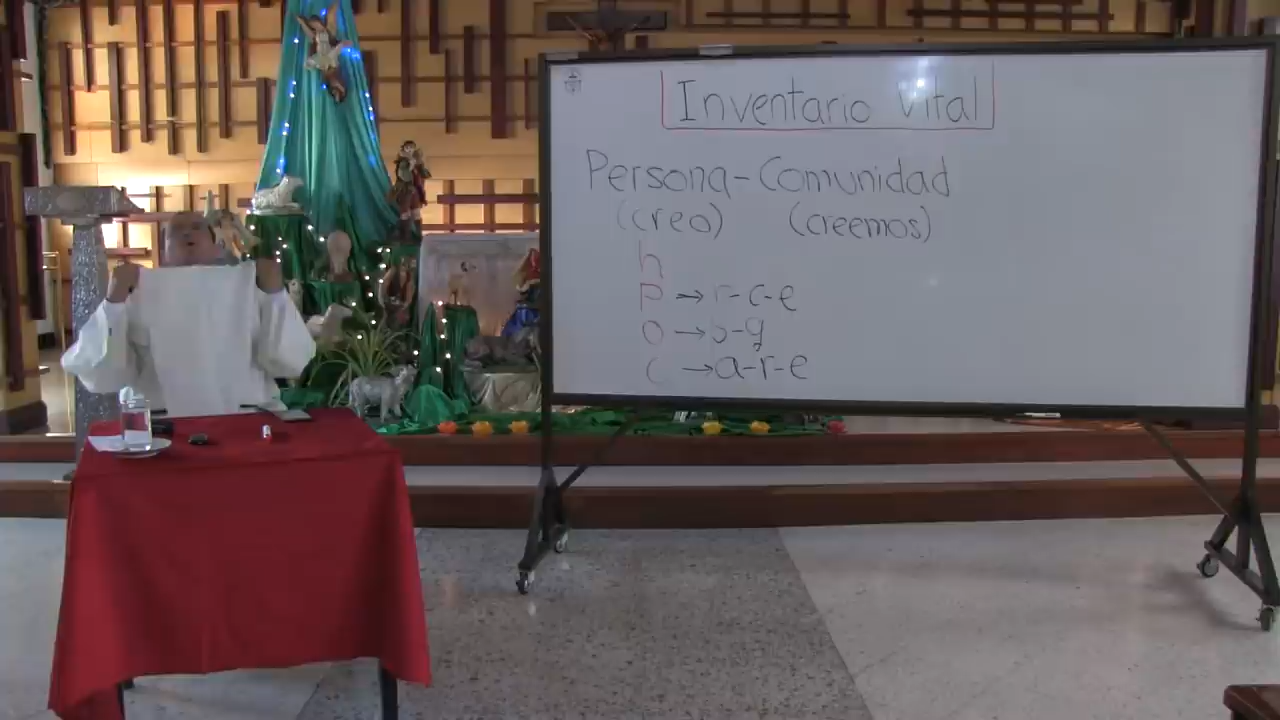 Inventario Vital
Persona-Comunidad
(creo) (creemos)
h
P → r-c-e
O → s-g
C → a-r-e